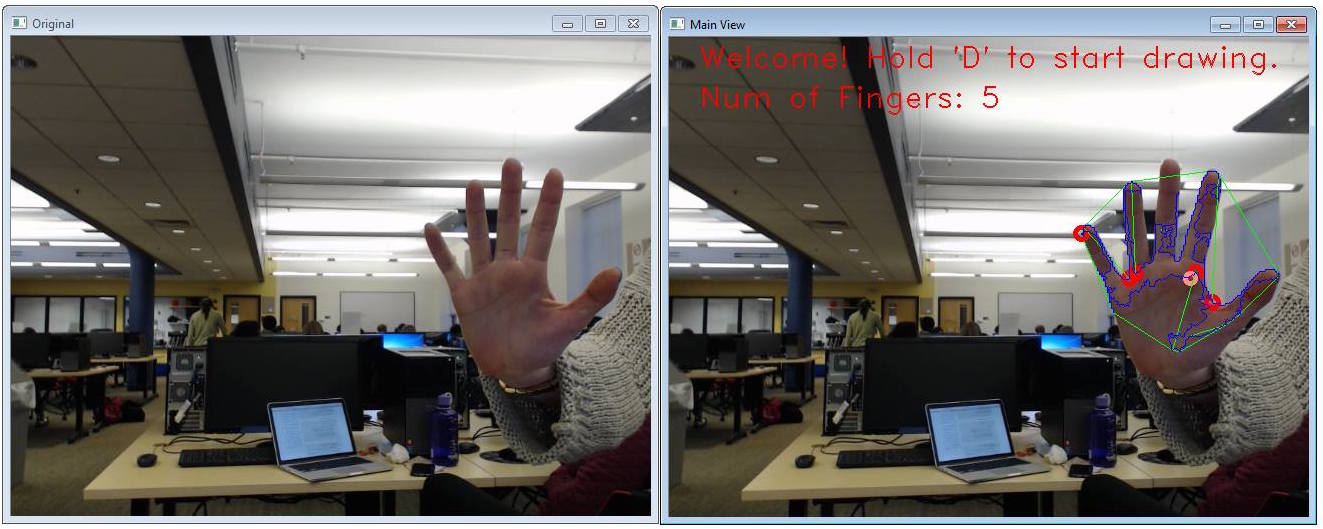 Original
Main View
Welcome! Hold 'D' to start drawing.
Num of Fingers: 5